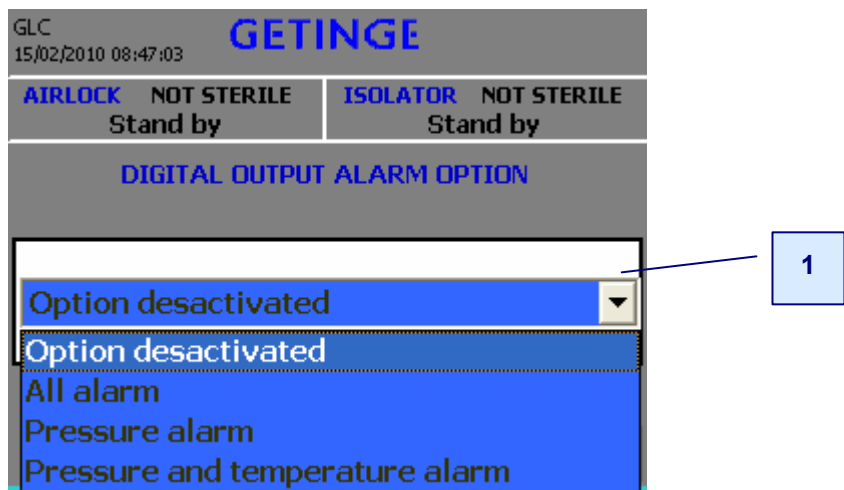 GLC
15/02/2010 08:47:03
GETINGE
AIRLOCK NOT STERILE
Stand by
ISOLATOR NOT STERILE
Stand by
DIGITAL OUTPUT ALARM OPTION
1
Option desactivated
Option desactivated
All alarm
Pressure alarm
Pressure and temperature alarm